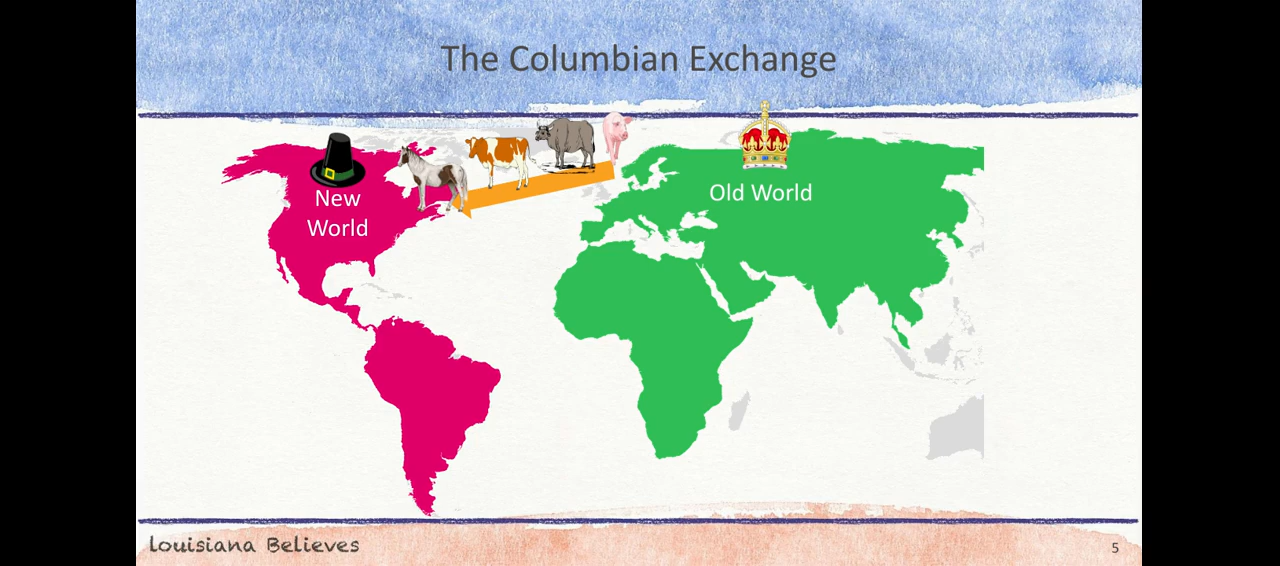 The Columbian Exchange
New
World
Old World
Louisiana Believes
5